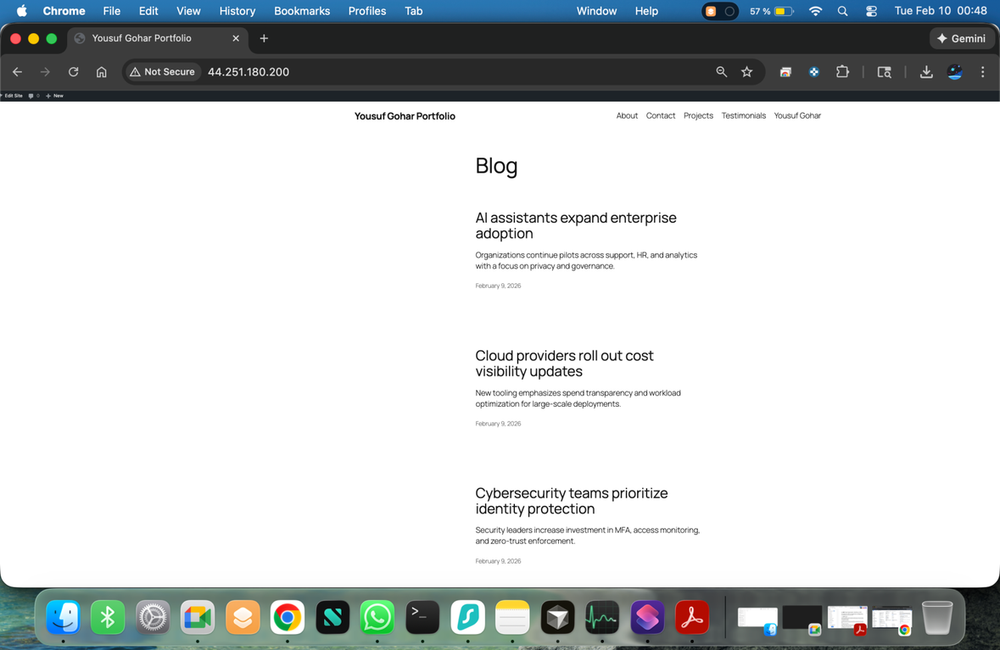 Chrome File Edit View History Bookmarks Profiles Tab Window Help 57 % Tue Feb 10 00:48
Yousuf Gohar Portfolio
Gemini
Not Secure 44.251.180.200
Edit Site 0 New
Yousuf Gohar Portfolio About Contact Projects Testimonials Yousuf Gohar
Blog
AI assistants expand enterprise
adoption
Organizations continue pilots across support, HR, and analytics
with a focus on privacy and governance.
February 9, 2026
Cloud providers roll out cost
visibility updates
New tooling emphasizes spend transparency and workload
optimization for large-scale deployments.
February 9, 2026
Cybersecurity teams prioritize
identity protection
Security leaders increase investment in MFA, access monitoring,
and zero-trust enforcement.
February 9, 2026